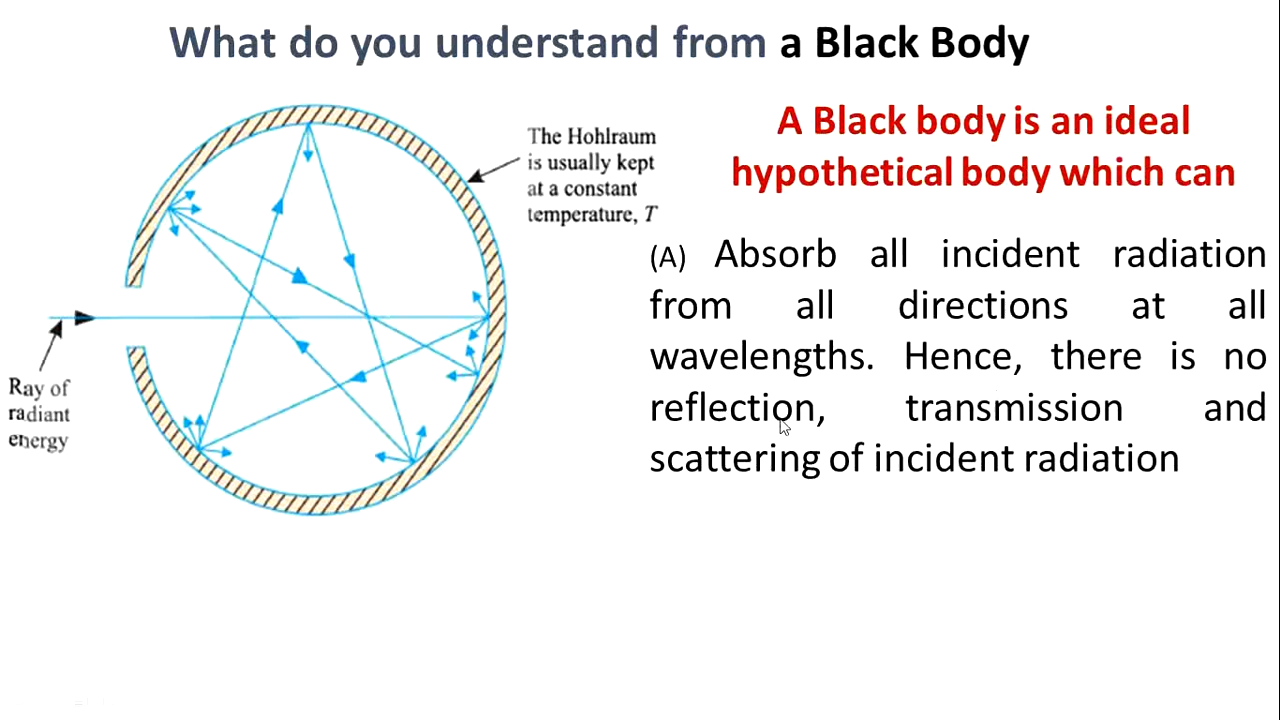 What do you understand from a Black Body
The Hohlraum
is usually kept
at a constant
temperature, T
Ray of
radiant
energy
A Black body is an ideal
hypothetical body which can
(A) Absorb all incident radiation
from all directions at all
wavelengths. Hence, there is no
reflection, transmission and
scattering of incident radiation